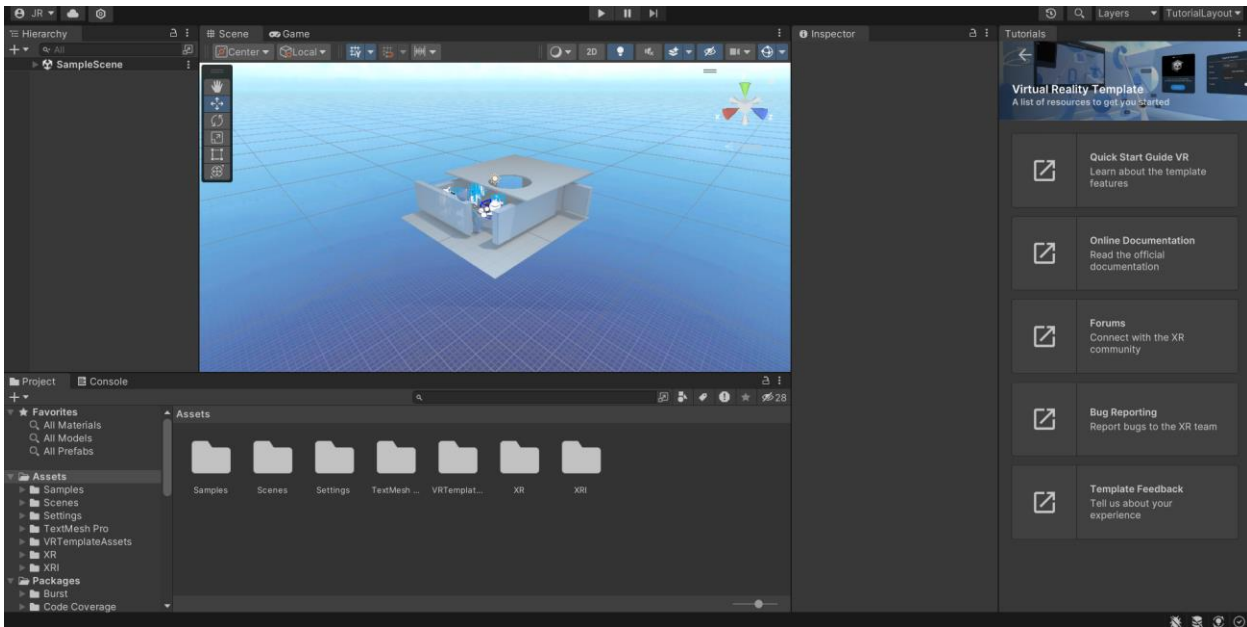 JR
Layers
TutorialLayout
Hierarchy
Scene
Game
Inspector
Tutorials
All
Center
Local
2D
SampleScene
x
z
Virtual Reality Template
A list of resources to get you started
Quick Start Guide VR
Learn about the template
features
Online Documentation
Read the official
documentation
Forums
Connect with the XR
community
Bug Reporting
Report bugs to the XR team
Template Feedback
Tell us about your
experience
Project
Console
28
Favorites
All Materials
All Models
All Prefabs
Assets
Samples
Scenes
Settings
TextMesh Pro
VRTemplateAssets
XR
XRI
Packages
Burst
Code Coverage
Assets
Samples
Scenes
Settings
TextMesh ...
VRTemplat...
XR
XRI